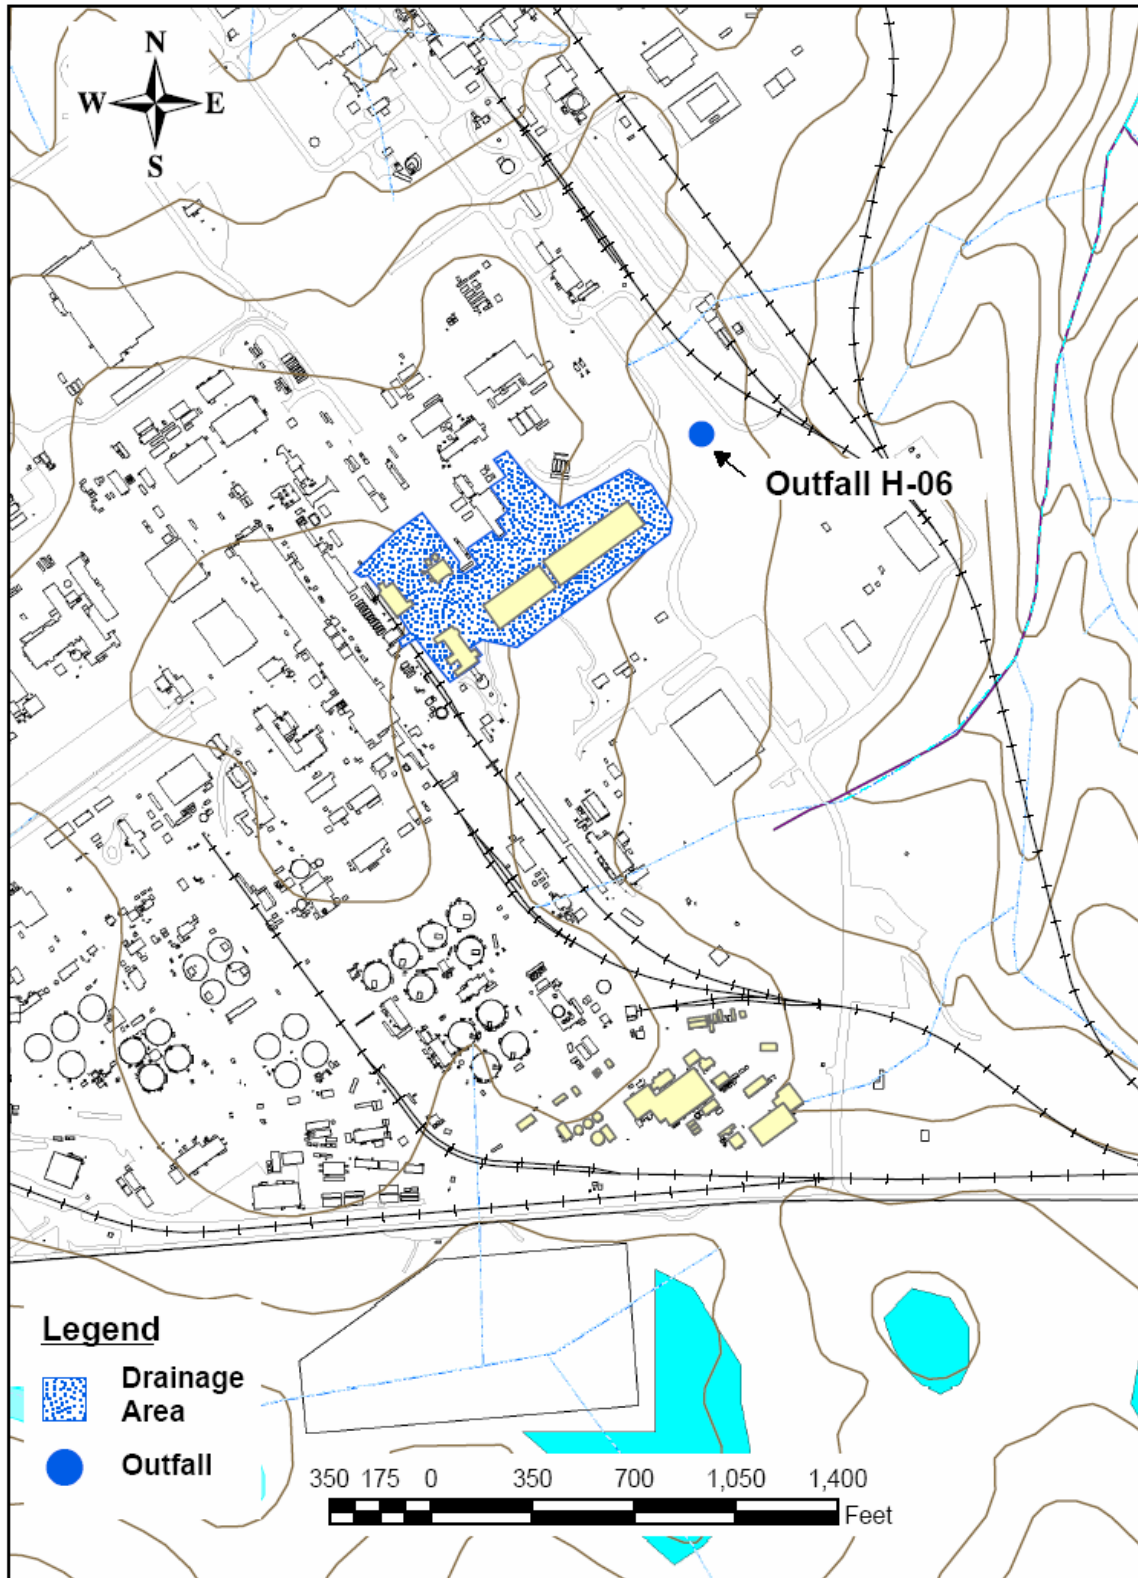 N
W E
S
Outfall H-06
Legend
Drainage
Area
Outfall
350 175 0 350 700 1,050 1,400
Feet